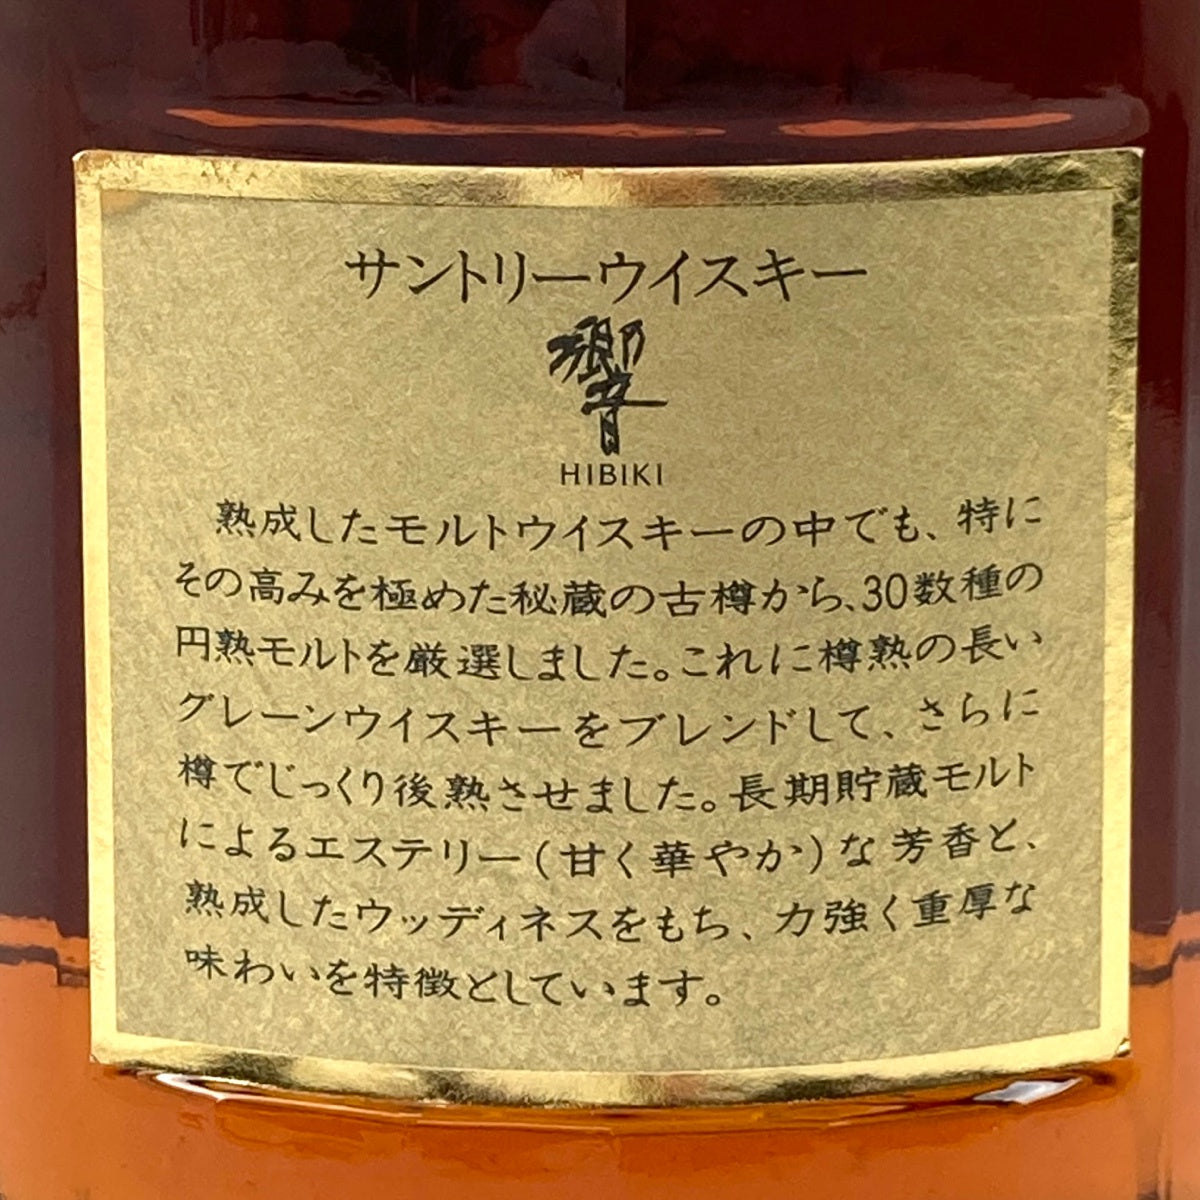 サントリーウイスキー
響
HIBIKI
熟成したモルトウイスキーの中でも、特に
その高みを極めた秘蔵の古樽から、30数種の
円熟モルトを厳選しました。これに樽熟の長い
グレーンウイスキーをブレンドして、さらに
樽でじっくり後熟させました。長期貯蔵モルト
によるエステリー(甘く華やか)な芳香と、
熟成したウッディネスをもち、力強く重厚な
味わいを特徴としています。